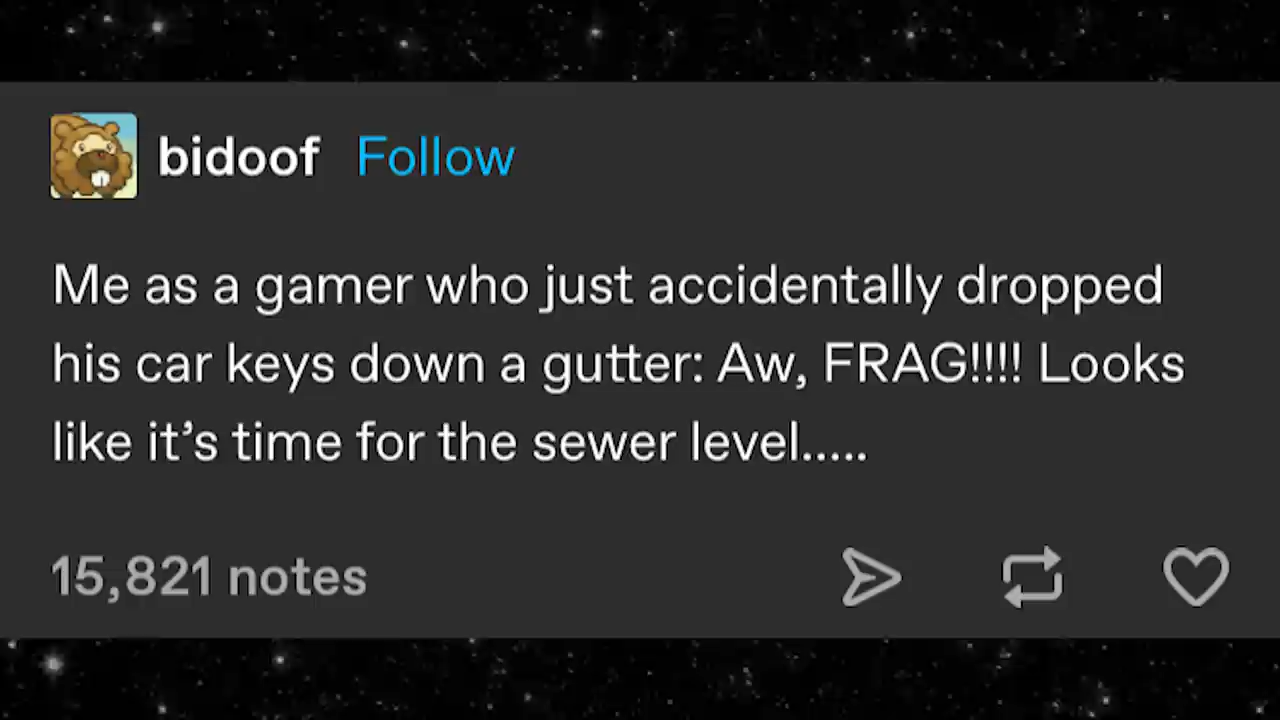 bidoof Follow
Me as a gamer who just accidentally dropped
his car keys down a gutter: Aw, FRAG!!!! Looks
like it’s time for the sewer level.....
15,821 notes